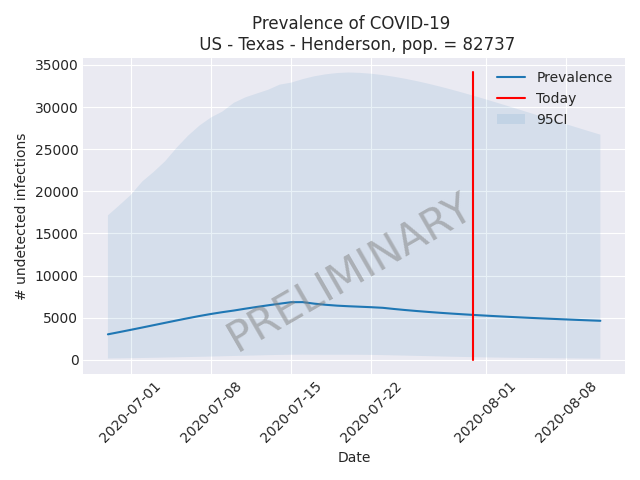 Prevalence of COVID-19
US - Texas - Henderson, pop. = 82737
35000
30000
25000
20000
15000
10000
5000
0
# undetected infections
Prevalence
Today
95CI
PRELIMINARY
2020-07-01
2020-07-08
2020-07-15
2020-07-22
2020-08-01
2020-08-08
Date